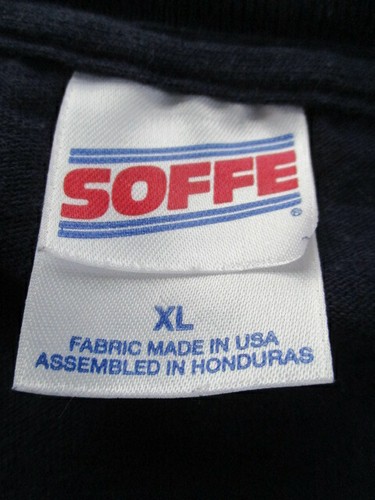 SOFFE®
XL
FABRIC MADE IN USA
ASSEMBLED IN HONDURAS